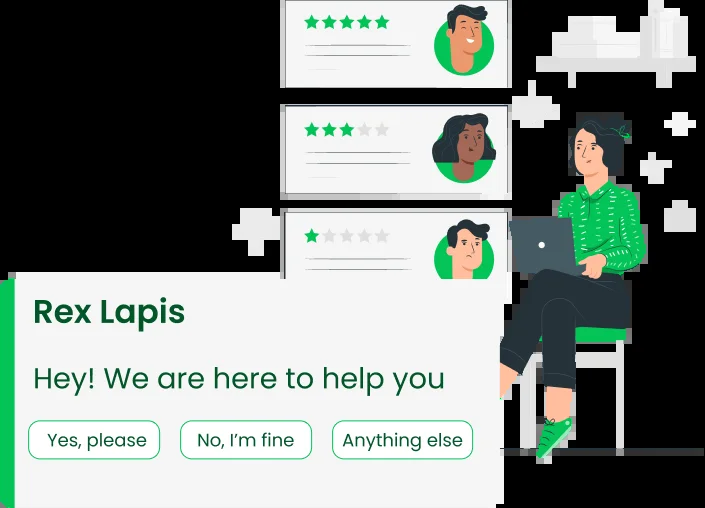 Rex Lapis
Hey! We are here to help you
Yes, please
No, I’m fine
Anything else